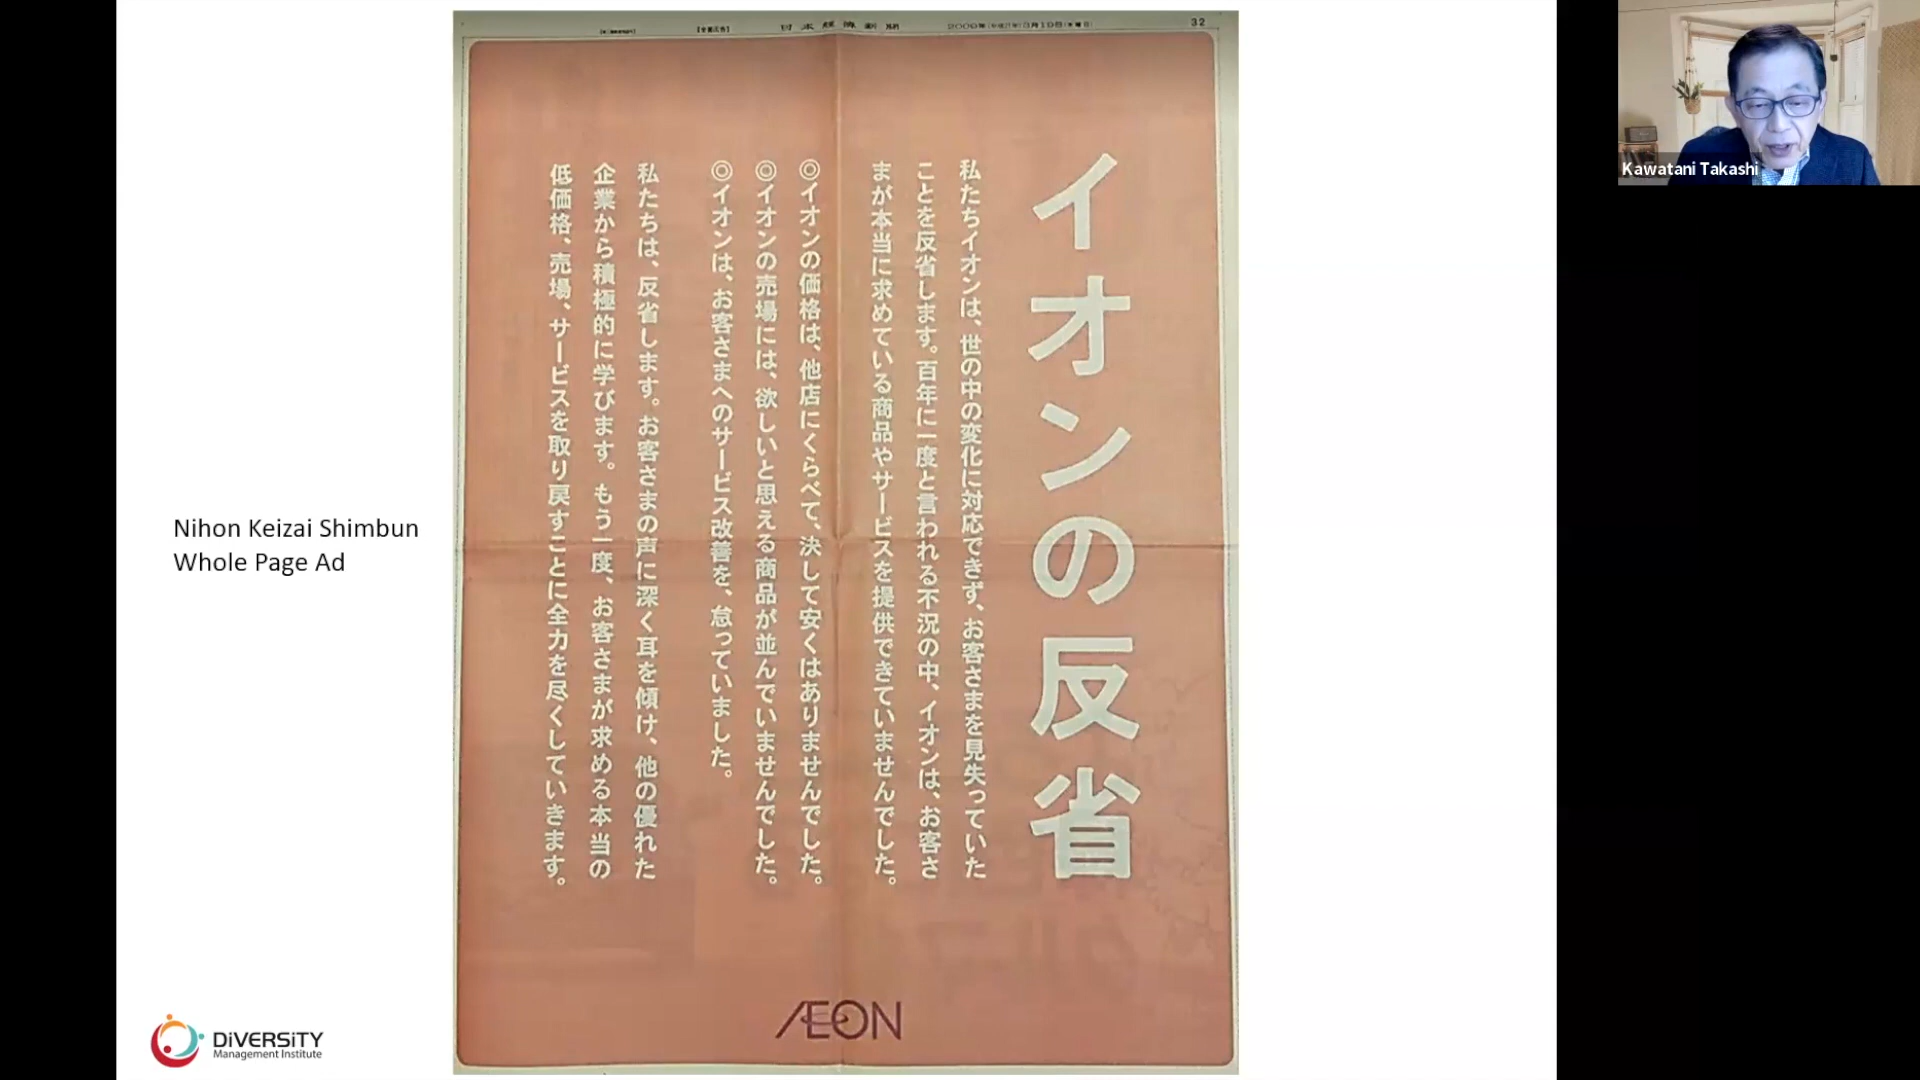 Nihon Keizai Shimbun
Whole Page Ad
日本経済新聞
32
イオンの反省
私たちイオンは、世の中の変化に対応できず、お客さまを見失っていた
ことを反省します。百年に一度と言われる不況の中、イオンは、お客さ
まが本当に求めている商品やサービスを提供できていませんでした。
◎イオンの価格は、他店にくらべて、決して安くはありませんでした。
◎イオンの売場には、欲しいと思える商品が並んでいませんでした。
◎イオンは、お客さまへのサービス改善を、怠っていました。
私たちは、反省します。お客さまの声に深く耳を傾け、他の優れた
企業から積極的に学びます。もう一度、お客さまが求める本当の
低価格、売場、サービスを取り戻すことに全力を尽くしていきます。
ÆON
DiVERSiTY
Management Institute
Kawatani Takashi